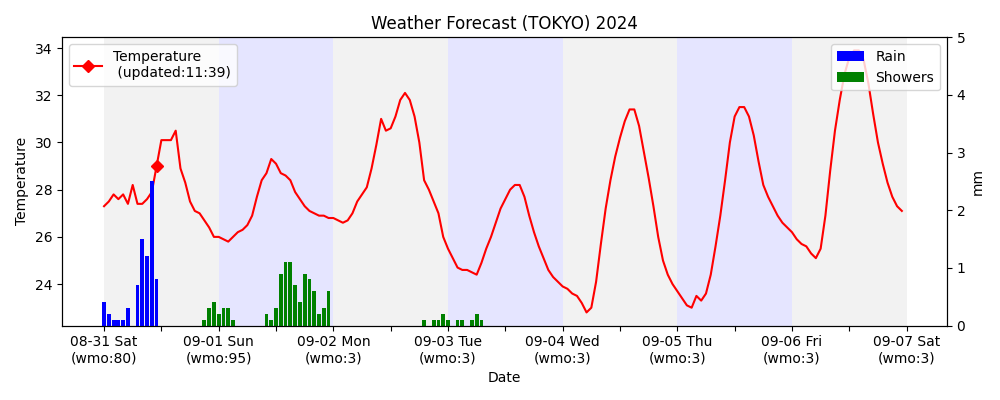 Weather Forecast (TOKYO) 2024
Temperature
(updated:11:39)
Rain
Showers
34
32
30
28
26
24
Temperature
5
4
3
2
1
0
mm
08-31 Sat 09-01 Sun 09-02 Mon 09-03 Tue 09-04 Wed 09-05 Thu 09-06 Fri 09-07 Sat
(wmo:80) (wmo:95) (wmo:3) (wmo:3) (wmo:3) (wmo:3) (wmo:3) (wmo:3)
Date